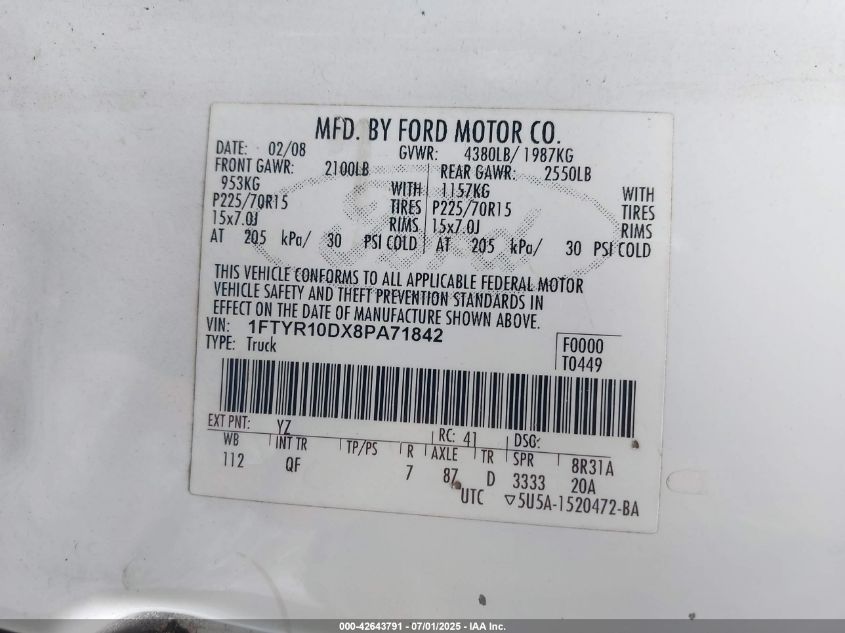 MFD. BY FORD MOTOR CO.
DATE: 02/08 GVWR: 4380LB/ 1987KG
FRONT GAWR: 2100LB REAR GAWR: 2550LB
953KG WITH 1157KG WITH
P225/70R15 TIRES P225/70R15 TIRES
15x7.0J RIMS 15x7.0J RIMS
AT 205 kPa/ 30 PSI COLD AT 205 kPa/ 30 PSI COLD
Ford
THIS VEHICLE CONFORMS TO ALL APPLICABLE FEDERAL MOTOR
VEHICLE SAFETY AND THEFT PREVENTION STANDARDS IN
EFFECT ON THE DATE OF MANUFACTURE SHOWN ABOVE.
VIN: 1FTYR10DX8PA71842 F0000
TYPE: Truck T0449
EXT PNT: YZ RC: 41 DSO:
WB INT TR TP/PS R AXLE TR SPR 8R31A
112 QF 7 87 D 3333 20A
UTC ▽5U5A-1520472-BA
000-42643791 - 07/01/2025 - IAA Inc.